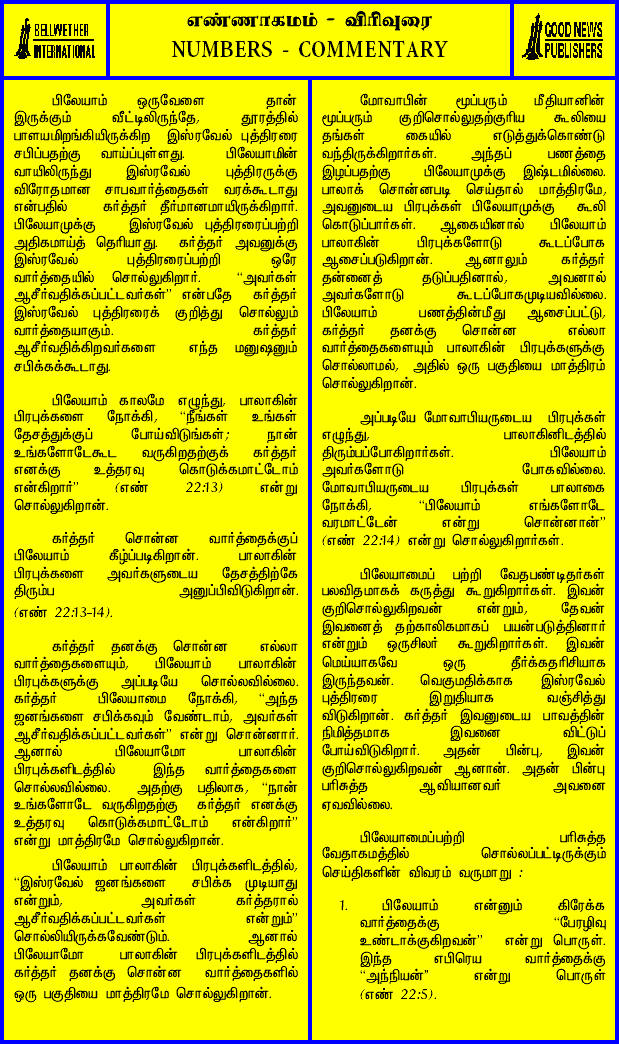 BELLWETHER
INTERNATIONAL
எண்ணாகமம் - விரிவுரை
NUMBERS - COMMENTARY
GOOD NEWS
PUBLISHERS
பிலேயாம் ஒருவேளை தான்
இருக்கும் வீட்டிலிருந்தே, தூரத்தில்
பாளயமிறங்கியிருக்கிற இஸ்ரவேல் புத்திரரை
சபிப்பதற்கு வாய்ப்புள்ளது. பிலேயாமின்
வாயிலிருந்து இஸ்ரவேல் புத்திரருக்கு
விரோதமான சாபவார்த்தைகள் வரக்கூடாது
என்பதில் கர்த்தர் தீர்மானமாயிருக்கிறார்.
பிலேயாமுக்கு இஸ்ரவேல் புத்திரரைப்பற்றி
அதிகமாய்த் தெரியாது. கர்த்தர் அவனுக்கு
இஸ்ரவேல் புத்திரரைப்பற்றி ஒரே
வார்த்தையில் சொல்லுகிறார். "அவர்கள்
ஆசீர்வதிக்கப்பட்டவர்கள்" என்பதே கர்த்தர்
இஸ்ரவேல் புத்திரரைக் குறித்து சொல்லும்
வார்த்தையாகும். கர்த்தர்
ஆசீர்வதிக்கிறவர்களை எந்த மனுஷனும்
சபிக்கக்கூடாது.
பிலேயாம் காலமே எழுந்து, பாலாகின்
பிரபுக்களை நோக்கி, "நீங்கள் உங்கள்
தேசத்துக்குப் போய்விடுங்கள்; நான்
உங்களோடேகூட வருகிறதற்குக் கர்த்தர்
எனக்கு உத்தரவு கொடுக்கமாட்டோம்
என்கிறார்" (எண் 22:13) என்று
சொல்லுகிறான்.
கர்த்தர் சொன்ன வார்த்தைக்குப்
பிலேயாம் கீழ்ப்படிகிறான். பாலாகின்
பிரபுக்களை அவர்களுடைய தேசத்திற்கே
திரும்ப அனுப்பிவிடுகிறான்.
(எண் 22:13-14).
கர்த்தர் தனக்கு சொன்ன எல்லா
வார்த்தைகளையும், பிலேயாம் பாலாகின்
பிரபுக்களுக்கு அப்படியே சொல்லவில்லை.
கர்த்தர் பிலேயாமை நோக்கி, "அந்த
ஜனங்களை சபிக்கவும் வேண்டாம், அவர்கள்
ஆசீர்வதிக்கப்பட்டவர்கள்" என்று சொன்னார்.
ஆனால் பிலேயாமோ பாலாகின்
பிரபுக்களிடத்தில் இந்த வார்த்தைகளை
சொல்லவில்லை. அதற்கு பதிலாக, "நான்
உங்களோடே வருகிறதற்கு கர்த்தர் எனக்கு
உத்தரவு கொடுக்கமாட்டோம் என்கிறார்"
என்று மாத்திரமே சொல்லுகிறான்.
பிலேயாம் பாலாகின் பிரபுக்களிடத்தில்,
"இஸ்ரவேல் ஜனங்களை சபிக்க முடியாது
என்றும், அவர்கள் கர்த்தரால்
ஆசீர்வதிக்கப்பட்டவர்கள் என்றும்"
சொல்லியிருக்கவேண்டும். ஆனால்
பிலேயாமோ பாலாகின் பிரபுக்களிடத்தில்
கர்த்தர் தனக்கு சொன்ன வார்த்தைகளில்
ஒரு பகுதியை மாத்திரமே சொல்லுகிறான்.
மோவாபின் மூப்பரும் மீதியானின்
மூப்பரும் குறிசொல்லுதற்குரிய கூலியை
தங்கள் கையில் எடுத்துக்கொண்டு
வந்திருக்கிறார்கள். அந்தப் பணத்தை
இழப்பதற்கு பிலேயாமுக்கு இஷ்டமில்லை.
பாலாக் சொன்னபடி செய்தால் மாத்திரமே,
அவனுடைய பிரபுக்கள் பிலேயாமுக்கு கூலி
கொடுப்பார்கள். ஆகையினால் பிலேயாம்
பாலாகின் பிரபுக்களோடு கூடப்போக
ஆசைப்படுகிறான். ஆனாலும் கர்த்தர்
தன்னைத் தடுப்பதினால், அவனால்
அவர்களோடு கூடப்போகமுடியவில்லை.
பிலேயாம் பணத்தின்மீது ஆசைப்பட்டு,
கர்த்தர் தனக்கு சொன்ன எல்லா
வார்த்தைகளையும் பாலாகின் பிரபுக்களுக்கு
சொல்லாமல், அதில் ஒரு பகுதியை மாத்திரம்
சொல்லுகிறான்.
அப்படியே மோவாபியருடைய பிரபுக்கள்
எழுந்து, பாலாகினிடத்தில்
திரும்பப்போகிறார்கள். பிலேயாம்
அவர்களோடு போகவில்லை.
மோவாபியருடைய பிரபுக்கள் பாலாகை
நோக்கி, "பிலேயாம் எங்களோடே
வரமாட்டேன் என்று சொன்னான்"
(எண் 22:14) என்று சொல்லுகிறார்கள்.
பிலேயாமைப் பற்றி வேதபண்டிதர்கள்
பலவிதமாகக் கருத்து கூறுகிறார்கள். இவன்
குறிசொல்லுகிறவன் என்றும், தேவன்
இவனைத் தற்காலிகமாகப் பயன்படுத்தினார்
என்றும் ஒருசிலர் கூறுகிறார்கள். இவன்
மெய்யாகவே ஒரு தீர்க்கதரிசியாக
இருந்தவன். வெகுமதிக்காக இஸ்ரவேல்
புத்திரரை இறுதியாக வஞ்சித்து
விடுகிறான். கர்த்தர் இவனுடைய பாவத்தின்
நிமித்தமாக இவனை விட்டுப்
போய்விடுகிறார். அதன் பின்பு, இவன்
குறிசொல்லுகிறவன் ஆனான். அதன் பின்பு
பரிசுத்த ஆவியானவர் அவனை
ஏவவில்லை.
பிலேயாமைப்பற்றி பரிசுத்த
வேதாகமத்தில் சொல்லப்பட்டிருக்கும்
செய்திகளின் விவரம் வருமாறு :
1. பிலேயாம் என்னும் கிரேக்க
வார்த்தைக்கு "பேரழிவு
உண்டாக்குகிறவன்" என்று பொருள்.
இந்த எபிரெய வார்த்தைக்கு
"அந்நியன்" என்று பொருள்
(எண் 22:5).